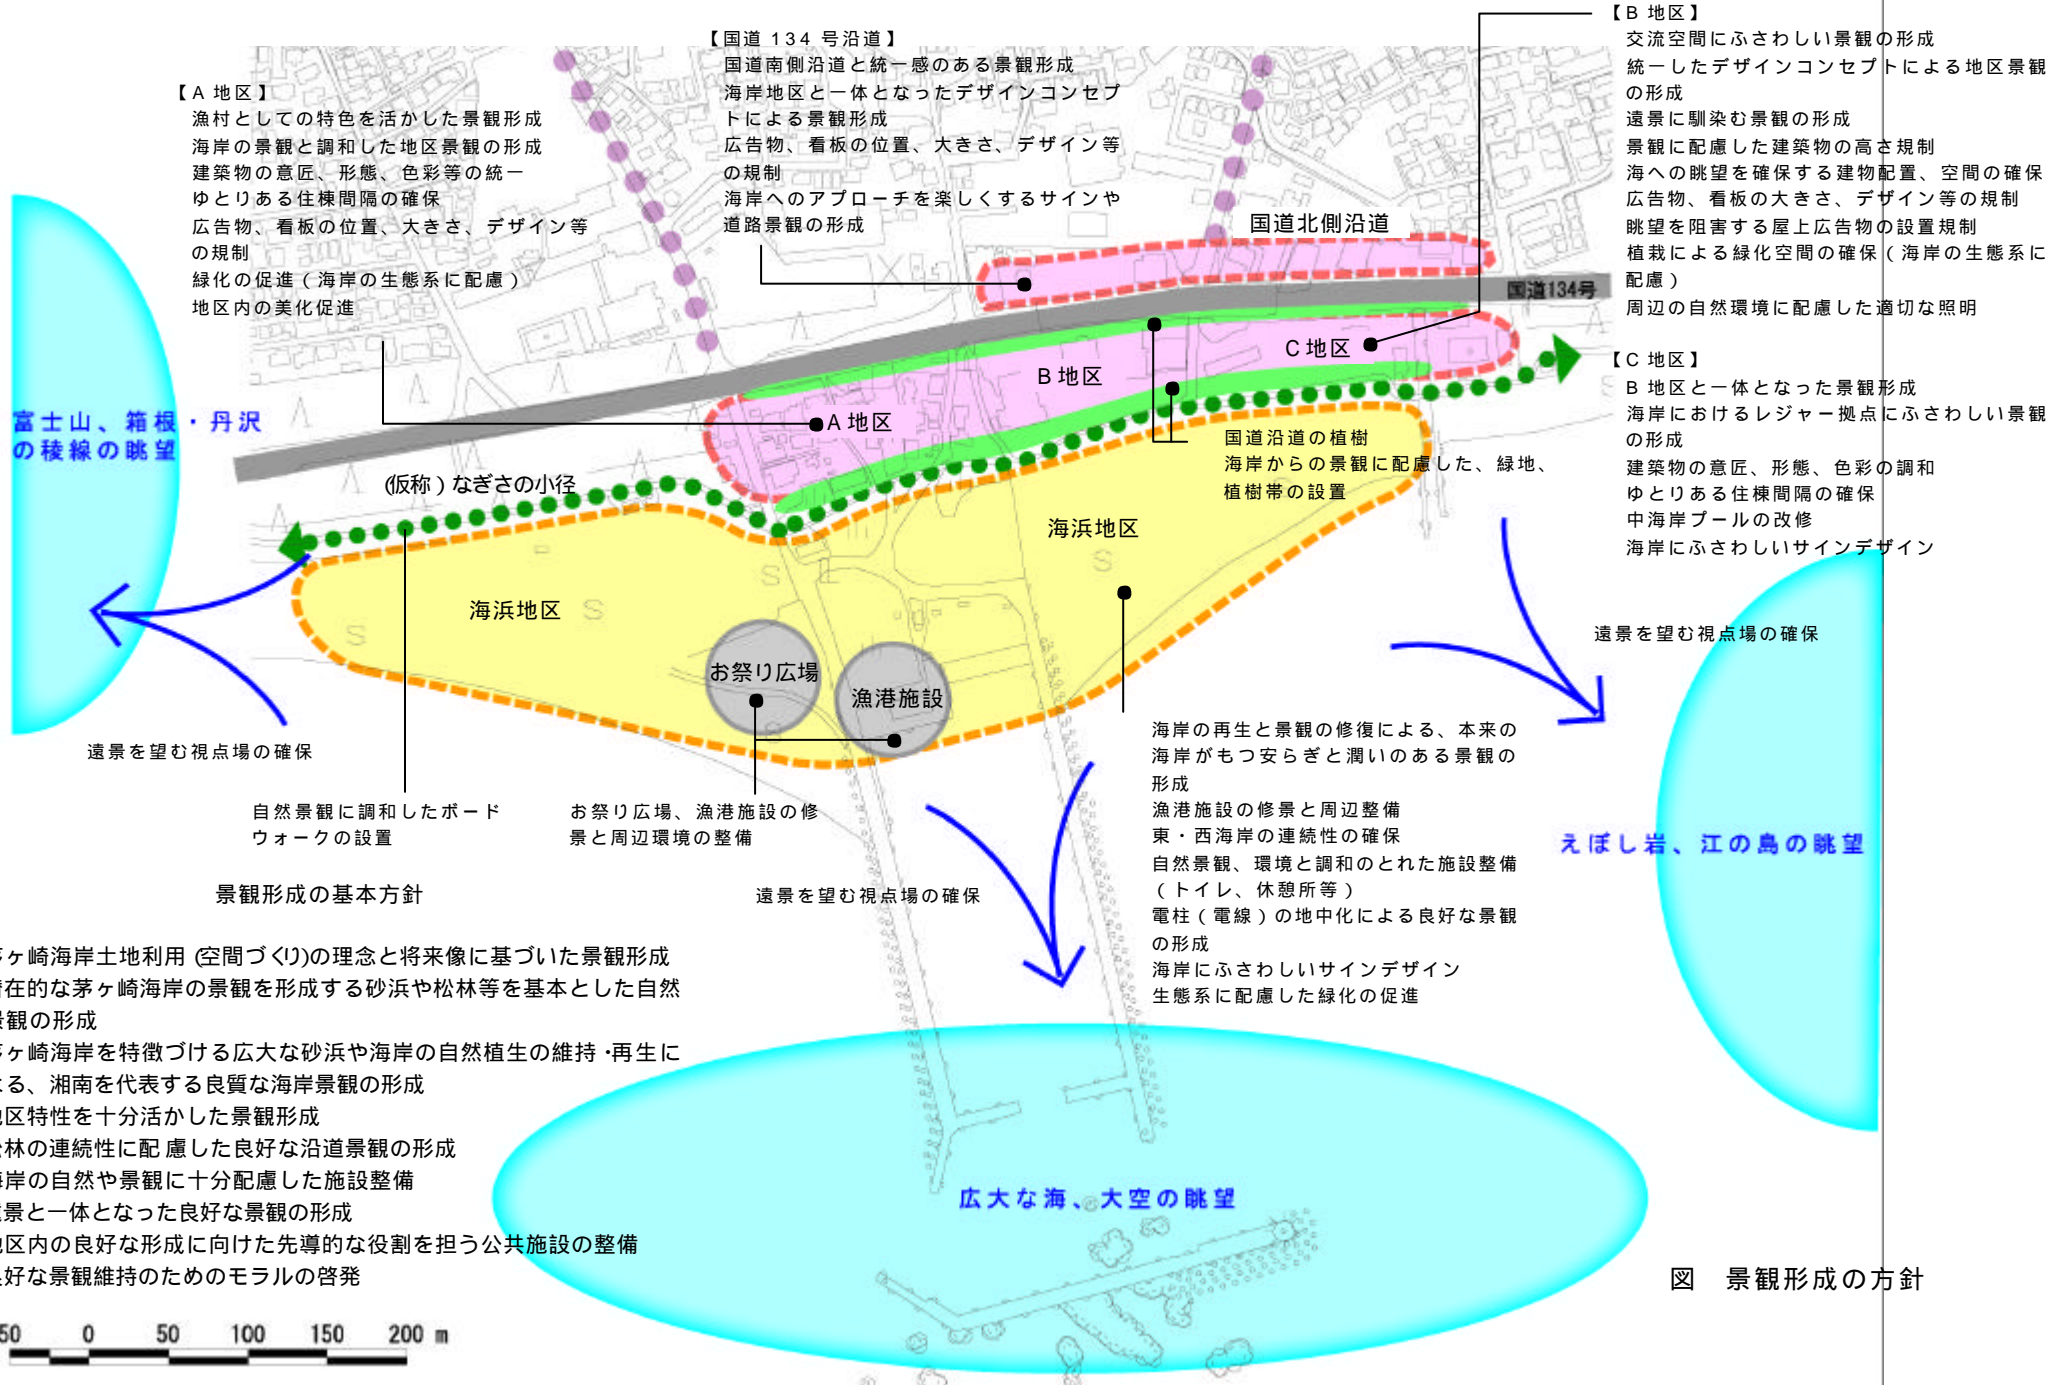 【A地区】
漁村としての特色を活かした景観形成
海岸の景観と調和した地区景観の形成
建築物の意匠、形態、色彩等の統一
ゆとりある住棟間隔の確保
広告物、看板の位置、大きさ、デザイン等
の規制
緑化の促進（海岸の生態系に配慮）
地区内の美化促進
【国道134号沿道】
国道南側沿道と統一感のある景観形成
海岸地区と一体となったデザインコンセプ
トによる景観形成
広告物、看板の位置、大きさ、デザイン等
の規制
海岸へのアプローチを楽しくするサインや
道路景観の形成
【B地区】
交流空間にふさわしい景観の形成
統一したデザインコンセプトによる地区景観
の形成
遠景に馴染む景観の形成
景観に配慮した建築物の高さ規制
海への眺望を確保する建物配置、空間の確保
広告物、看板の大きさ、デザイン等の規制
眺望を阻害する屋上広告物の設置規制
植栽による緑化空間の確保（海岸の生態系に
配慮）
周辺の自然環境に配慮した適切な照明
【C地区】
B地区と一体となった景観形成
海岸におけるレジャー拠点にふさわしい景観
の形成
建築物の意匠、形態、色彩の調和
ゆとりある住棟間隔の確保
中海岸プールの改修
海岸にふさわしいサインデザイン
国道北側沿道
国道134号
C地区
B地区
A地区
富士山、箱根・丹沢
の稜線の眺望
(仮称）なぎさの小径
国道沿道の植樹
海岸からの景観に配慮した、緑地、
植樹帯の設置
海浜地区
海浜地区
S
S
S
S
S
S
お祭り広場
漁港施設
遠景を望む視点場の確保
遠景を望む視点場の確保
自然景観に調和したボード
ウォークの設置
お祭り広場、漁港施設の修
景と周辺環境の整備
遠景を望む視点場の確保
海岸の再生と景観の修復による、本来の
海岸がもつ安らぎと潤いのある景観の
形成
漁港施設の修景と周辺整備
東・西海岸の連続性の確保
自然景観、環境と調和のとれた施設整備
（トイレ、休憩所等）
電柱（電線）の地中化による良好な景観
の形成
海岸にふさわしいサインデザイン
生態系に配慮した緑化の促進
えぼし岩、江の島の眺望
広大な海、大空の眺望
景観形成の基本方針
ヶ崎海岸土地利用(空間づくり)の理念と将来像に基づいた景観形成
在的な茅ヶ崎海岸の景観を形成する砂浜や松林等を基本とした自然
観の形成
ヶ崎海岸を特徴づける広大な砂浜や海岸の自然植生の維持・再生に
る、湘南を代表する良質な海岸景観の形成
区特性を十分活かした景観形成
林の連続性に配慮した良好な沿道景観の形成
岸の自然や景観に十分配慮した施設整備
景と一体となった良好な景観の形成
区内の良好な形成に向けた先導的な役割を担う公共施設の整備
好な景観維持のためのモラルの啓発
50 0 50 100 150 200 m
図　景観形成の方針